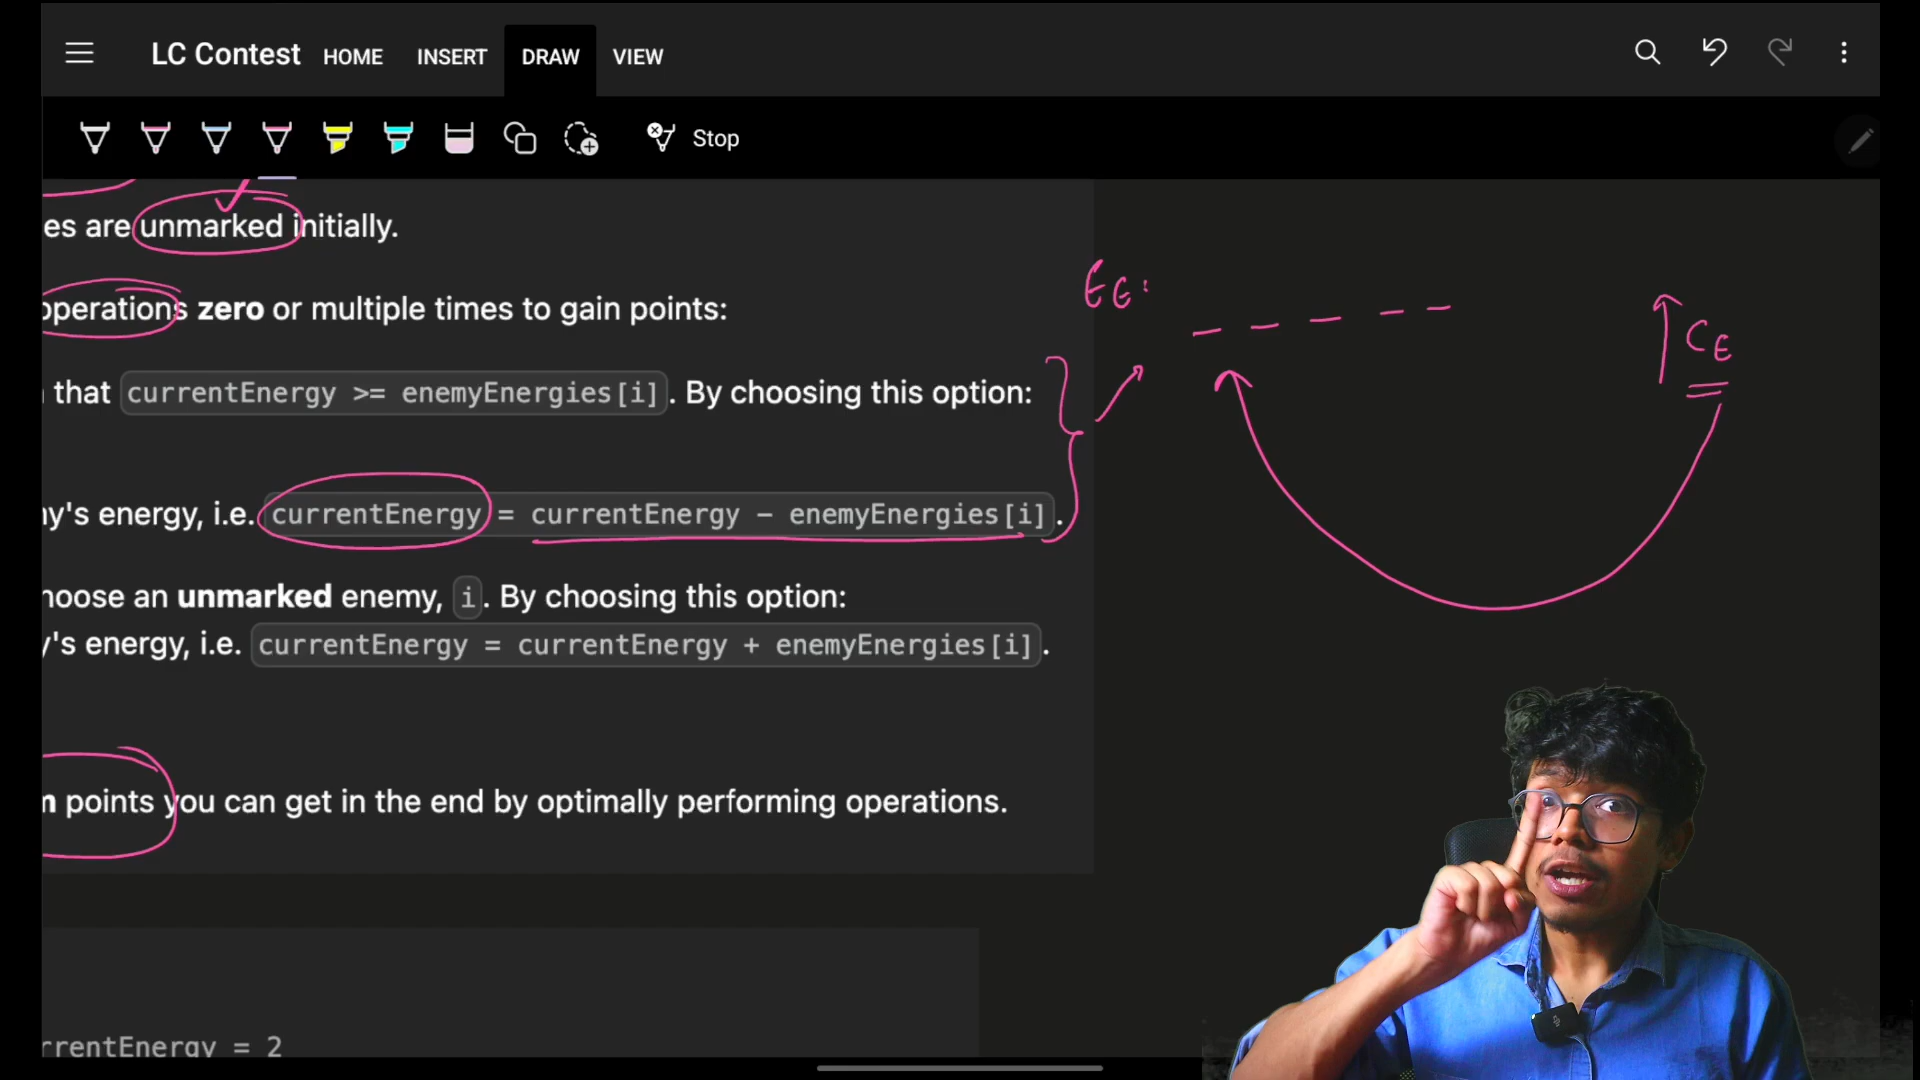 LC Contest HOME INSERT DRAW VIEW
Stop
es are unmarked initially.
operations zero or multiple times to gain points:
that currentEnergy >= enemyEnergies[i]. By choosing this option:
y's energy, i.e. currentEnergy = currentEnergy - enemyEnergies[i].
hoose an unmarked enemy, i. By choosing this option:
y's energy, i.e. currentEnergy = currentEnergy + enemyEnergies[i].
m points you can get in the end by optimally performing operations.
rrentEnergy = 2
EE:
CE